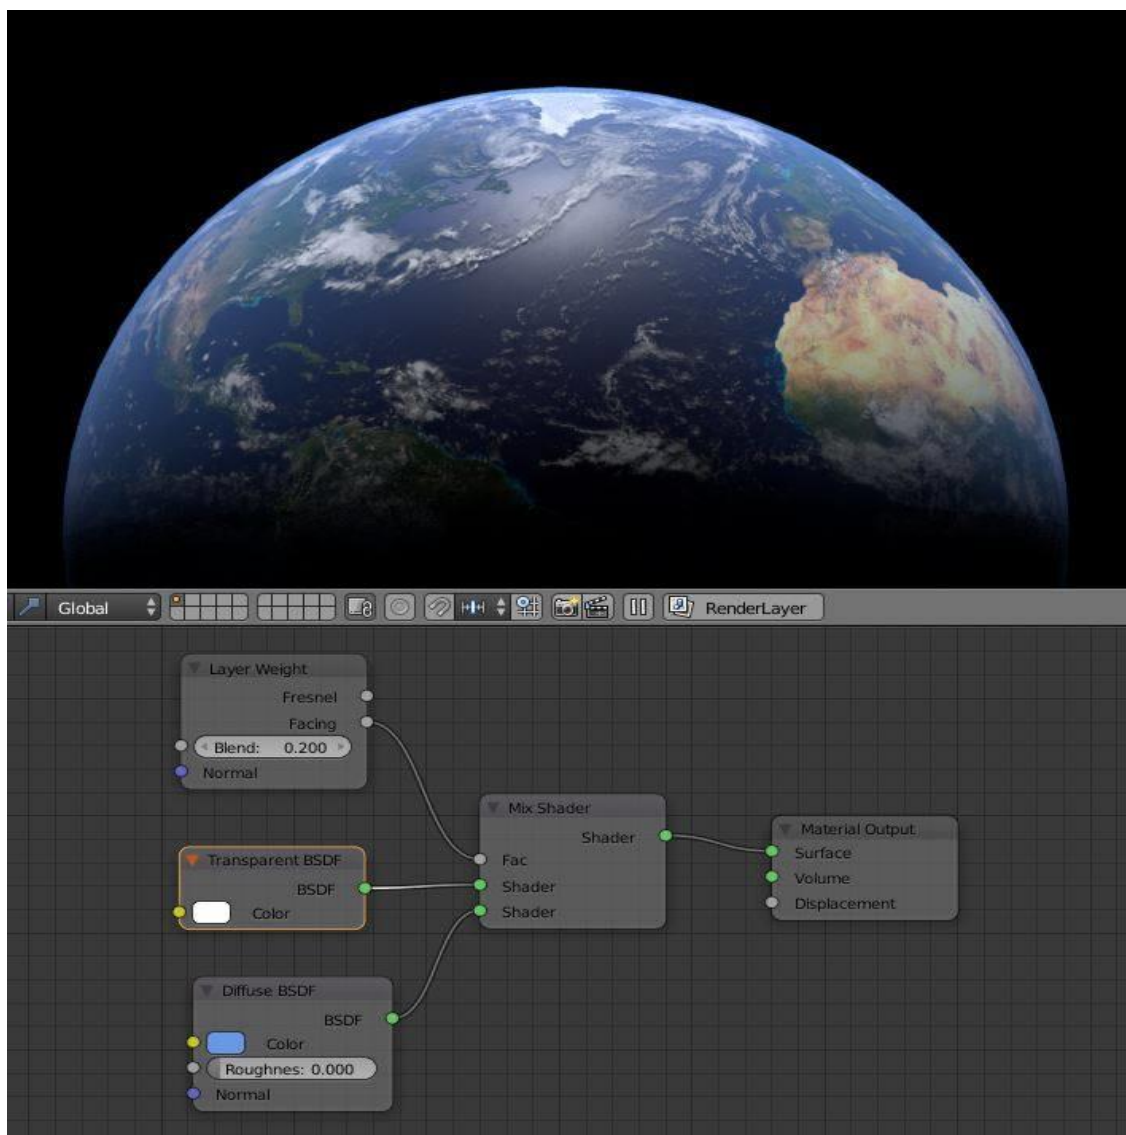 Global
RenderLayer
Layer Weight
Fresnel
Facing
Blend: 0.200
Normal
Mix Shader
Shader
Fac
Shader
Shader
Material Output
Surface
Volume
Displacement
Transparent BSDF
BSDF
Color
Diffuse BSDF
BSDF
Color
Roughnes: 0.000
Normal